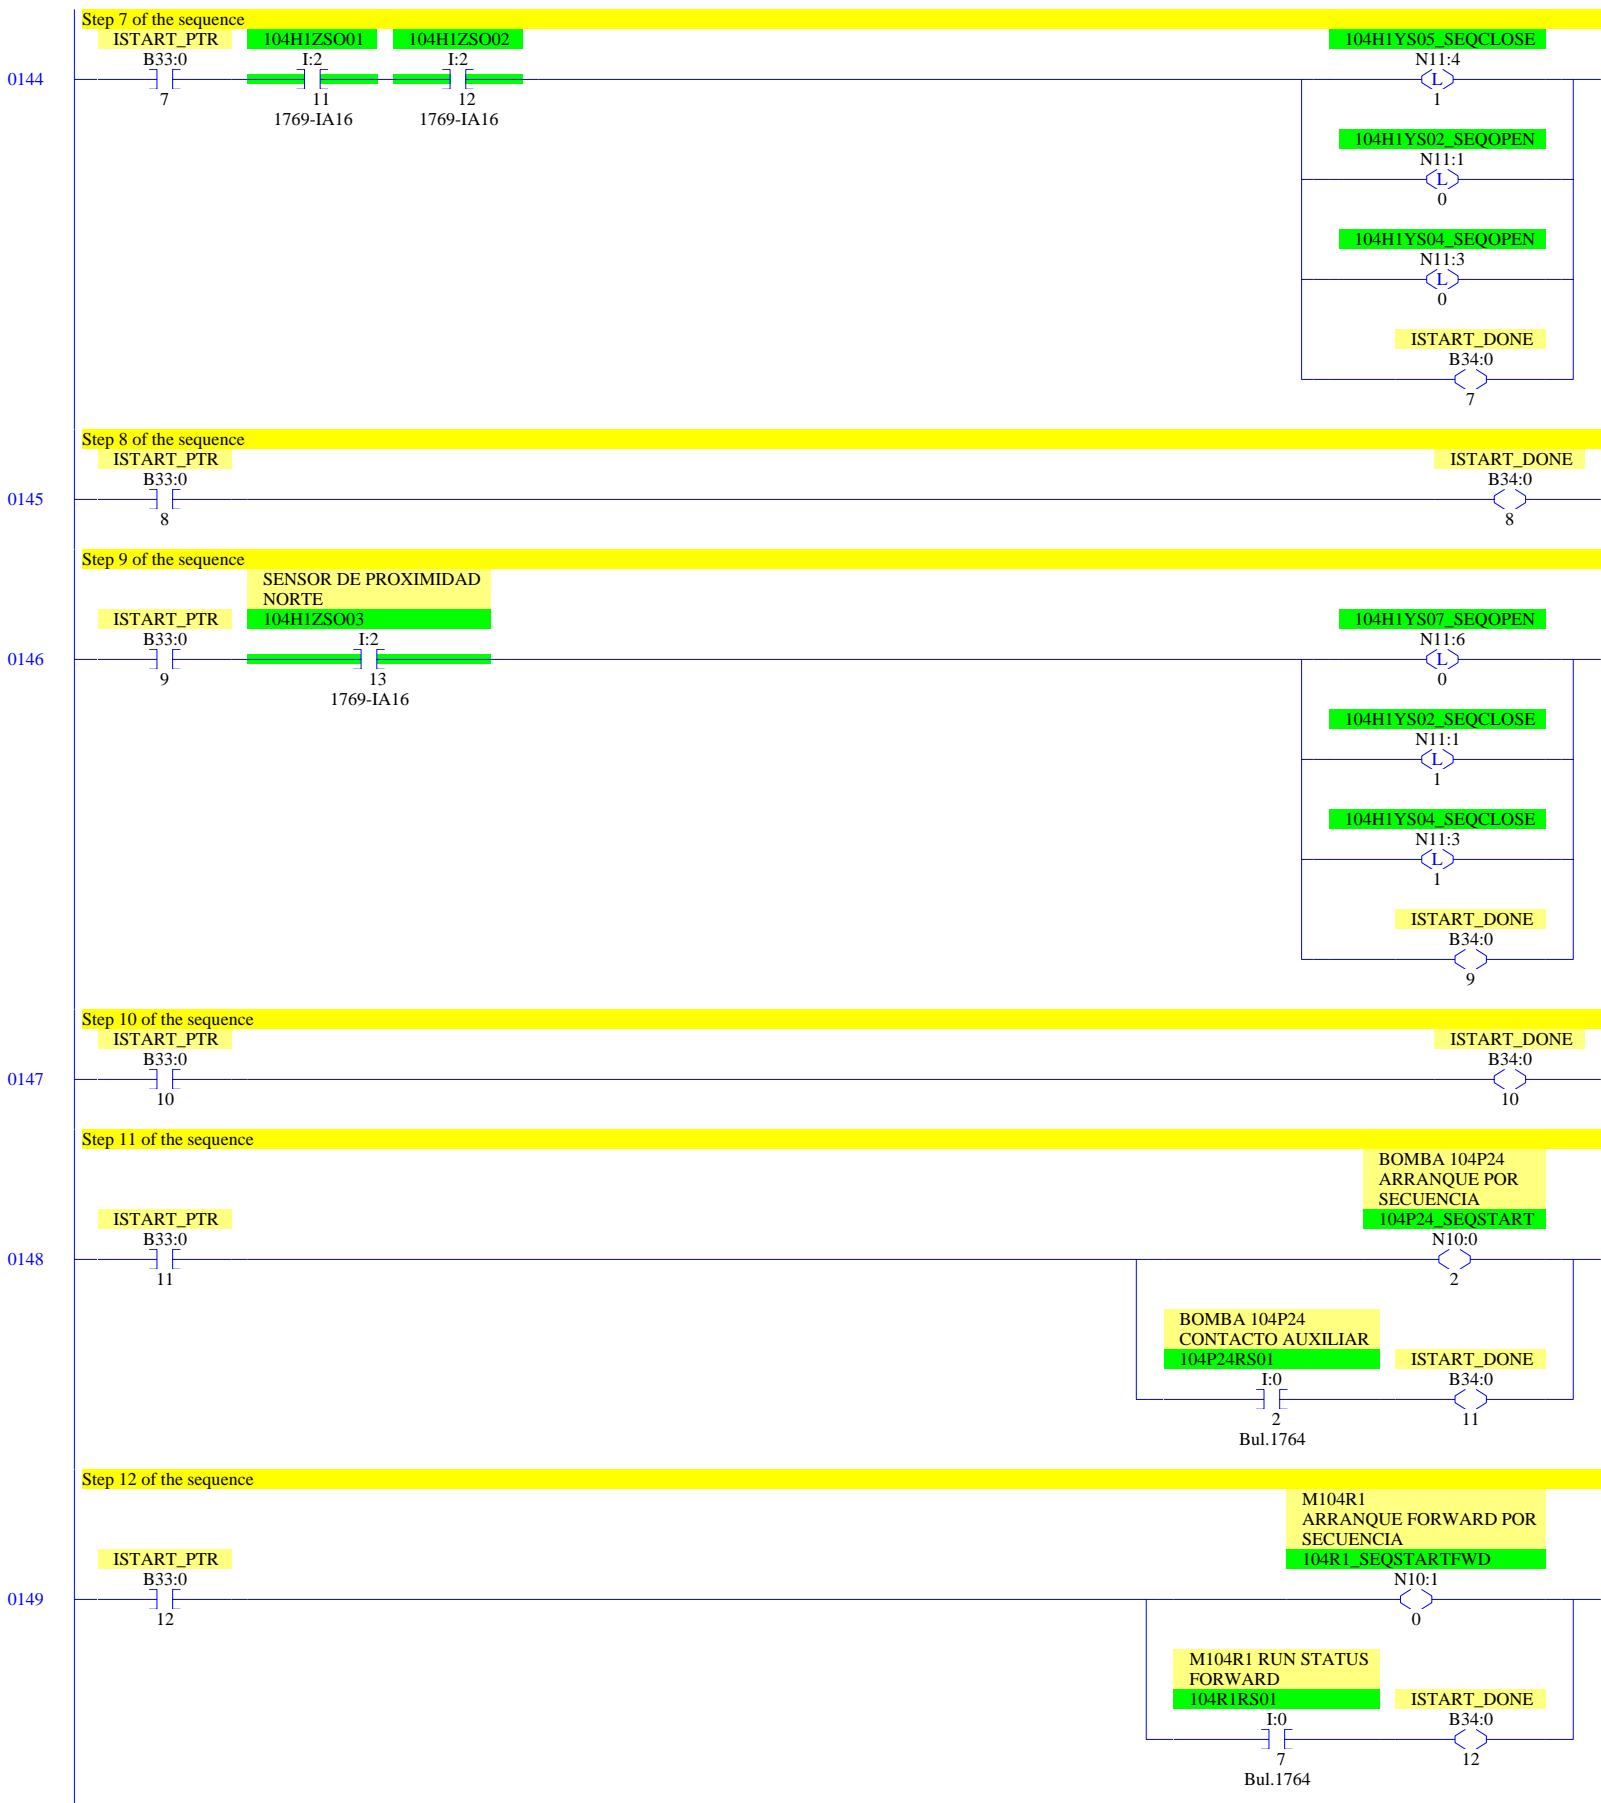 Step 7 of the sequence
ISTART_PTR 104H1ZSO01 104H1ZSO02 104H1YS05_SEQCLOSE
B33:0 I:2 I:2 N11:4
0144 L
7 11 12 1
1769-IA16 1769-IA16
104H1YS02_SEQOPEN
N11:1
L
0
104H1YS04_SEQOPEN
N11:3
L
0
ISTART_DONE
B34:0
7
Step 8 of the sequence
ISTART_PTR ISTART_DONE
B33:0 B34:0
0145
8 8
Step 9 of the sequence
SENSOR DE PROXIMIDAD
NORTE
ISTART_PTR 104H1ZSO03 104H1YS07_SEQOPEN
B33:0 I:2 N11:6
0146 L
9 13 0
1769-IA16
104H1YS02_SEQCLOSE
N11:1
L
1
104H1YS04_SEQCLOSE
N11:3
L
1
ISTART_DONE
B34:0
9
Step 10 of the sequence
ISTART_PTR ISTART_DONE
B33:0 B34:0
0147
10 10
Step 11 of the sequence
BOMBA 104P24
ARRANQUE POR
SECUENCIA
ISTART_PTR 104P24_SEQSTART
B33:0 N10:0
0148
11 2
BOMBA 104P24
CONTACTO AUXILIAR
104P24RS01 ISTART_DONE
I:0 B34:0
2 11
Bul.1764
Step 12 of the sequence
M104R1
ARRANQUE FORWARD POR
SECUENCIA
ISTART_PTR 104R1_SEQSTARTFWD
B33:0 N10:1
0149
12 0
M104R1 RUN STATUS
FORWARD
104R1RS01 ISTART_DONE
I:0 B34:0
7 12
Bul.1764